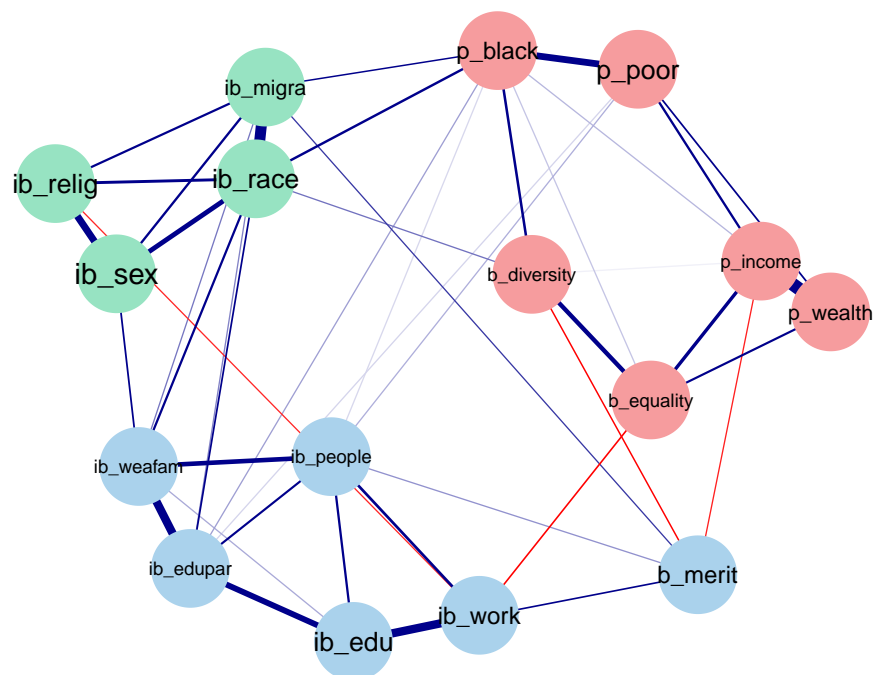 p_black
p_poor
ib_migra
ib_race
ib_relig
ib_sex
b_diversity
p_income
p_wealth
b_equality
ib_people
ib_weafam
ib_edupar
b_merit
ib_work
ib_edu